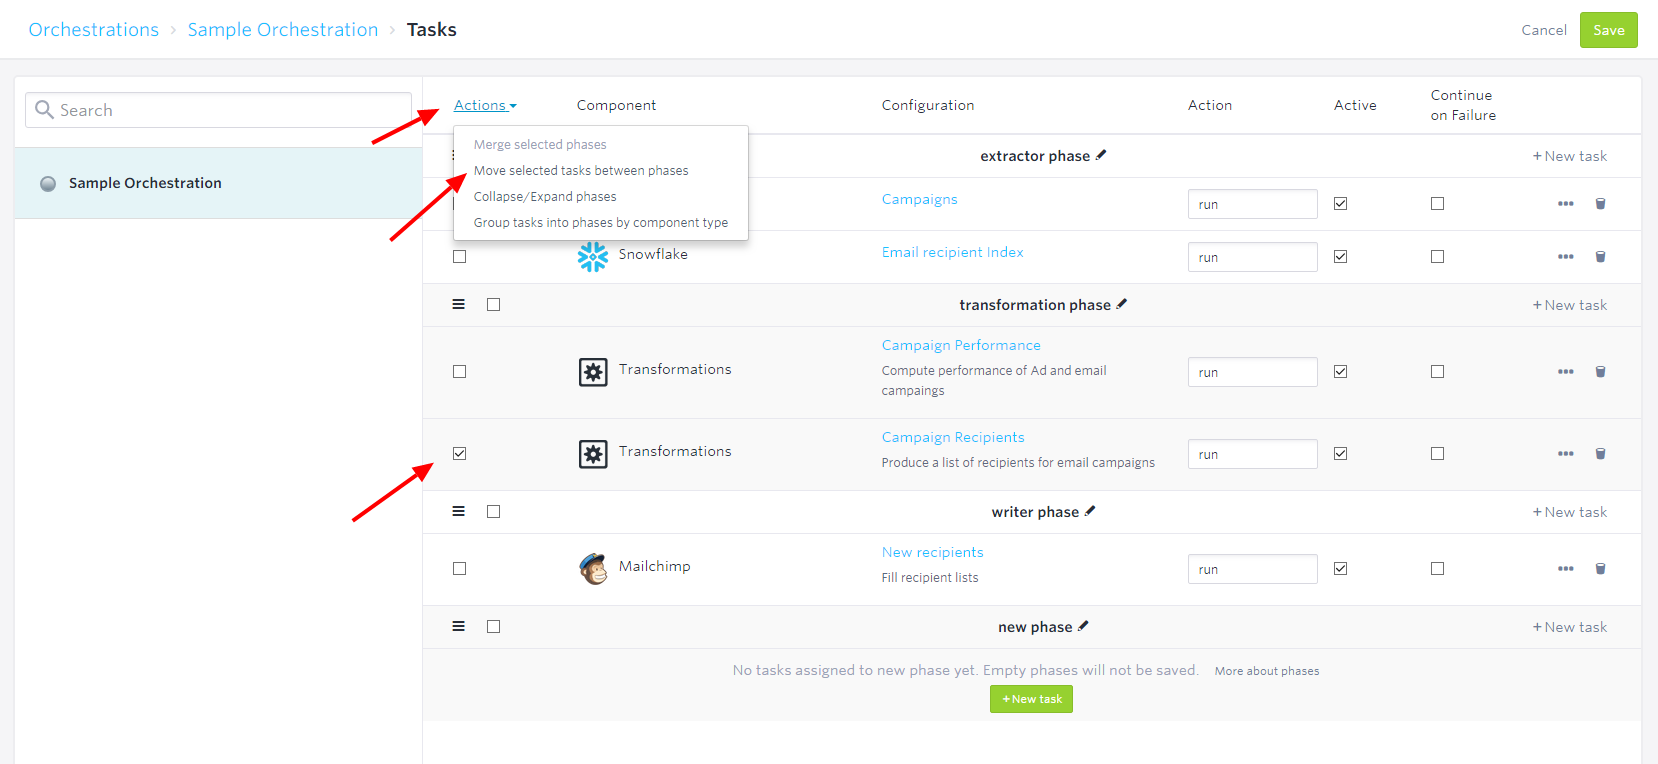 Orchestrations › Sample Orchestration › Tasks
Cancel
Save
Search
Sample Orchestration
Actions
Component
Configuration
Action
Active
Continue
on Failure
Merge selected phases
Move selected tasks between phases
Collapse/Expand phases
Group tasks into phases by component type
extractor phase
+ New task
Campaigns
run
Snowflake
Email recipient Index
run
transformation phase
+ New task
Transformations
Campaign Performance
Compute performance of Ad and email
campaings
run
Transformations
Campaign Recipients
Produce a list of recipients for email campaigns
run
writer phase
+ New task
Mailchimp
New recipients
Fill recipient lists
run
new phase
+ New task
No tasks assigned to new phase yet. Empty phases will not be saved. More about phases
+ New task